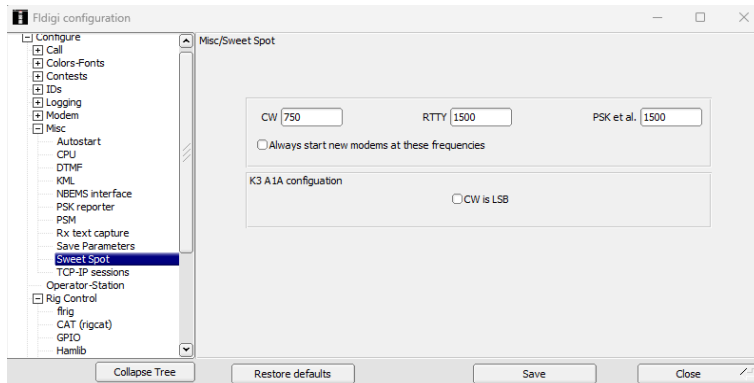 Fldigi configuration
Configure
Call
Colors-Fonts
Contests
IDs
Logging
Modem
Misc
Autostart
CPU
DTMF
KML
NBEMS interface
PSK reporter
PSM
Rx text capture
Save Parameters
Sweet Spot
TCP-IP sessions
Operator-Station
Rig Control
flrig
CAT (rigcat)
GPIO
Hamlib
Collapse Tree
Misc/Sweet Spot
CW 750 RTTY 1500 PSK et al. 1500
Always start new modems at these frequencies
K3 A1A configuation
CW is LSB
Restore defaults Save Close